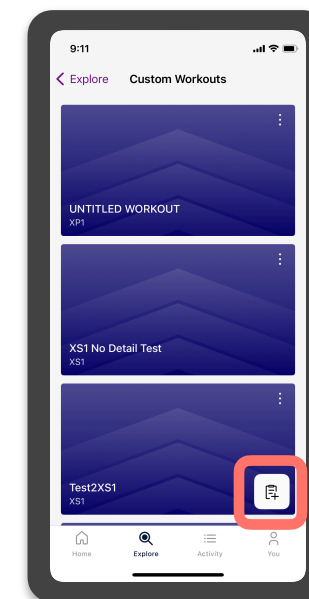 9:11
Explore Custom Workouts
UNTITLED WORKOUT
XP1
XS1 No Detail Test
XS1
Test2XS1
XS1
Home Explore Activity You